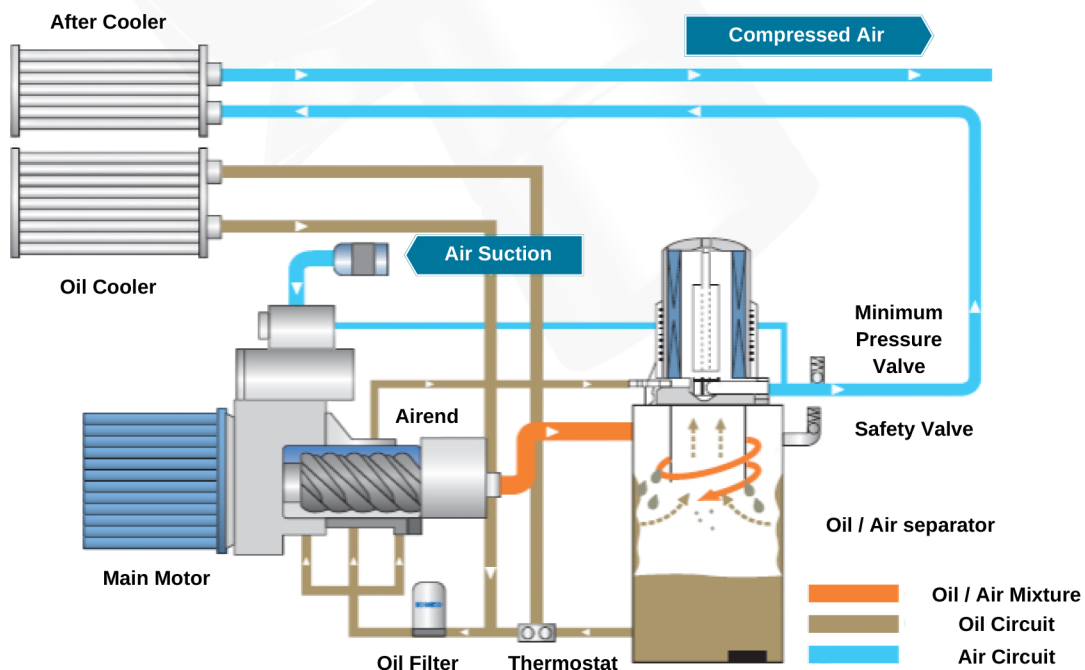 After Cooler
Compressed Air
Oil Cooler
Air Suction
Minimum
Pressure
Valve
Airend
Safety Valve
Oil / Air separator
Main Motor
Oil / Air Mixture
Oil Circuit
Air Circuit
Oil Filter
Thermostat